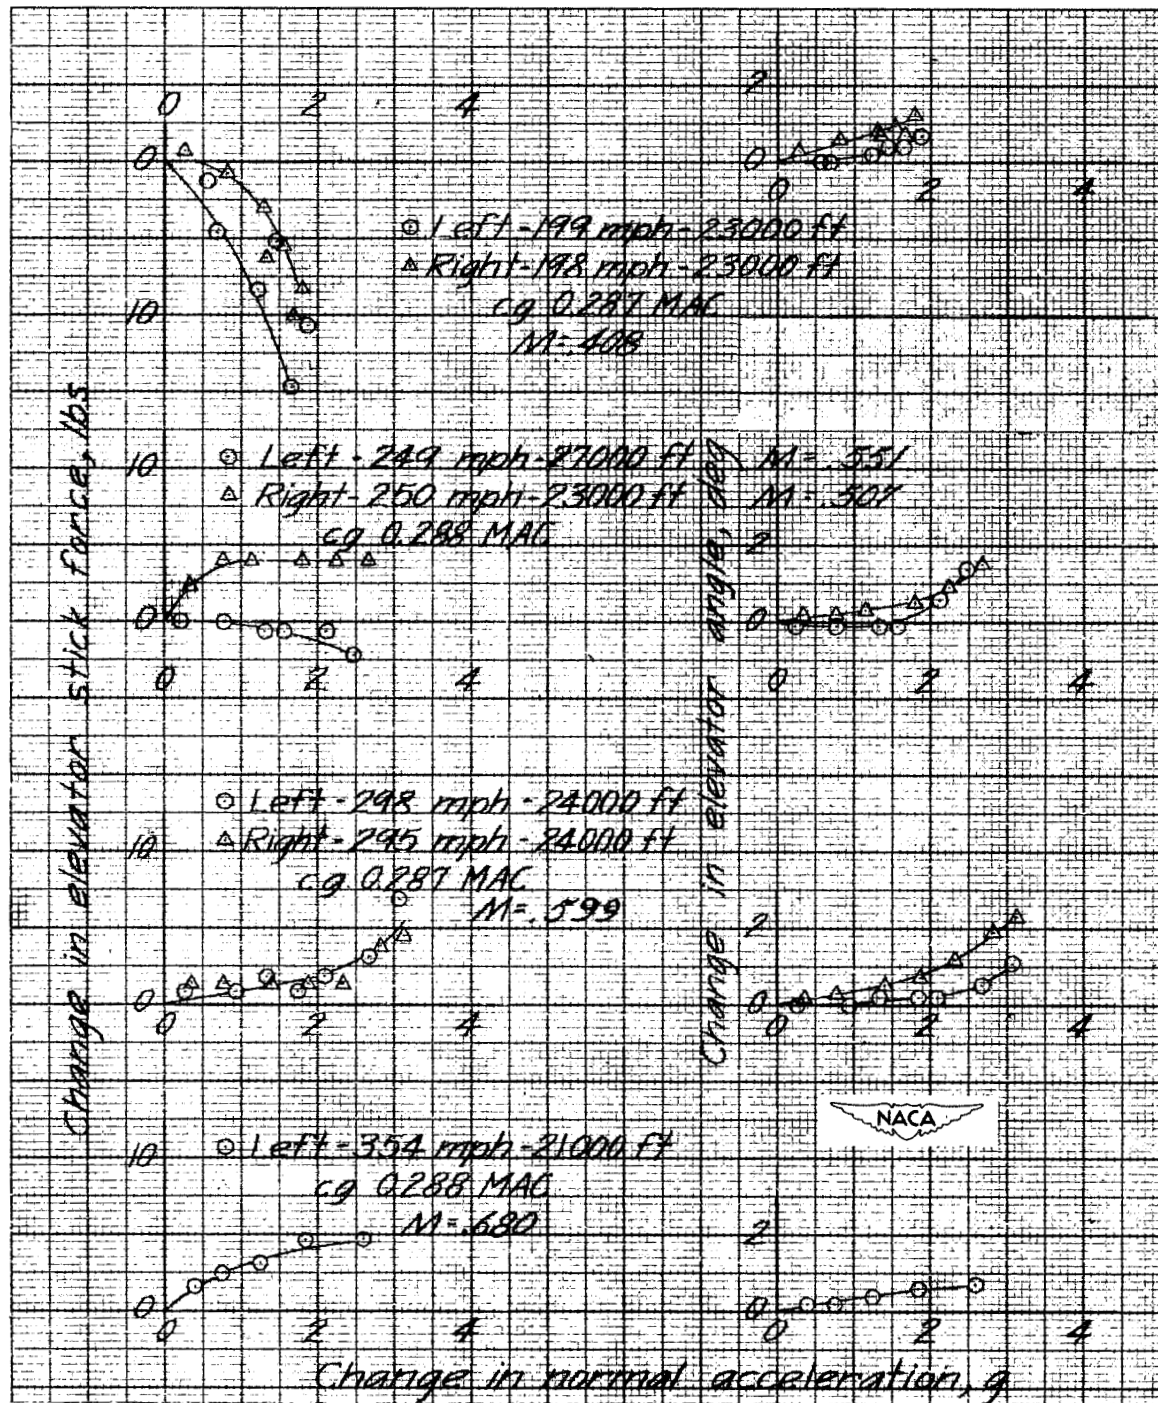 0 2 4
2
0
0 2 4
0
⊙ Left-199 mph-23000 ft
△ Right-198 mph-23000 ft
cg 0.287 MAC
M=.408
10
10
⊙ Left-249 mph-27000 ft M=.551
△ Right-250 mph-23000 ft M=.507
cg 0.288 MAC
2
0
0 2 4
0
0 2 4
⊙ Left-298 mph-24000 ft
△ Right-295 mph-24000 ft
cg 0.287 MAC
M=.599
10
0
0 2 4
2
0
0 2 4
NACA
⊙ Left-354 mph-21000 ft
cg 0.288 MAC
M=.680
10
0
0 2 4
2
0
0 2 4
Change in elevator stick force, lbs
Change in elevator angle, deg
Change in normal acceleration, g